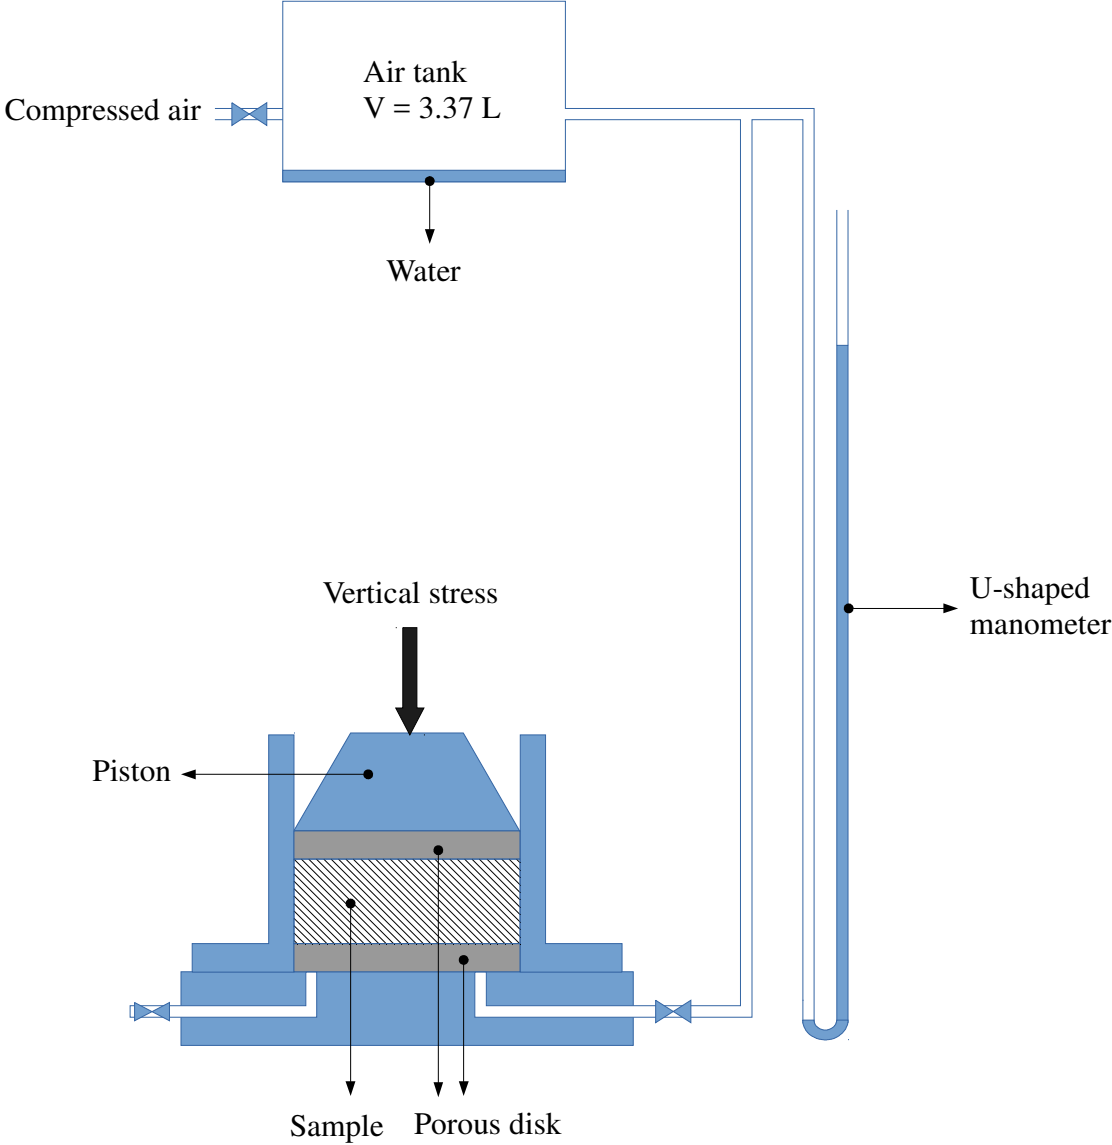 Air tank
V = 3.37 L
Compressed air
Water
Vertical stress
U-shaped
manometer
Piston
Sample
Porous disk